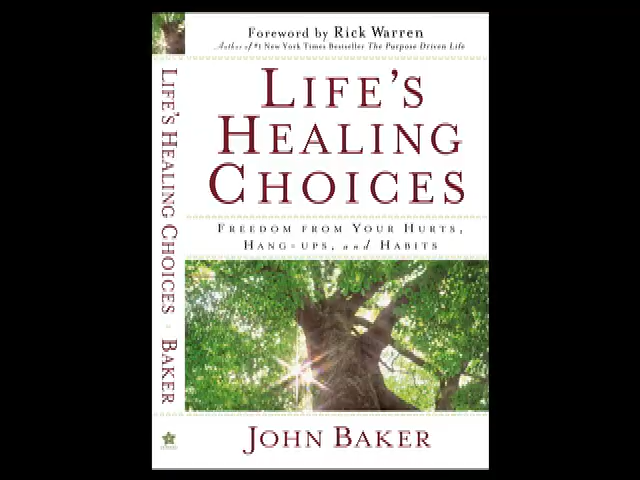 Foreword by Rick Warren
Author of #1 New York Times Bestseller The Purpose Driven Life
LIFE'S
HEALING
CHOICES
FREEDOM FROM YOUR HURTS,
HANG-UPS, and HABITS
JOHN BAKER
LIFE'S HEALING CHOICES - BAKER